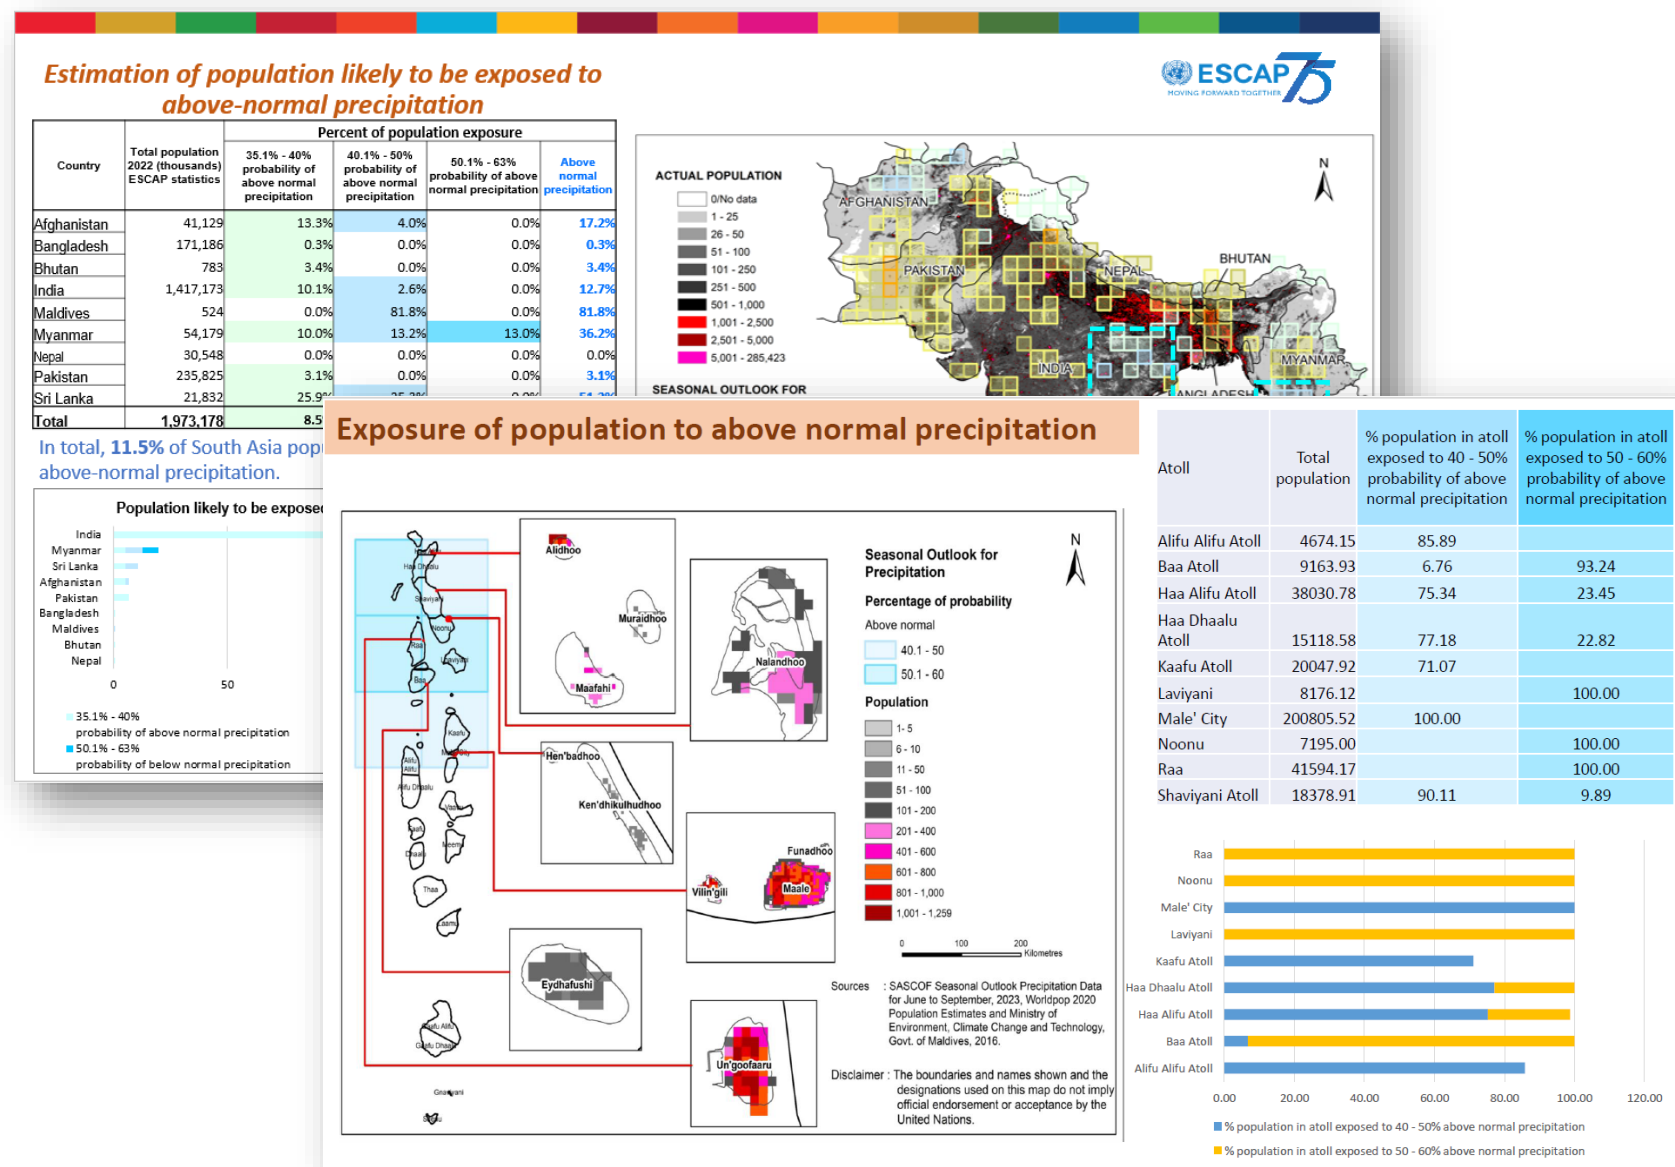 Estimation of population likely to be exposed to
above-normal precipitation
ESCAP 75
MOVING FORWARD TOGETHER
Country
Total population
2022 (thousands)
ESCAP statistics
Percent of population exposure
35.1% - 40%
probability of
above normal
precipitation
40.1% - 50%
probability of
above normal
precipitation
50.1% - 63%
probability of above
normal precipitation
Above
normal
precipitation
Afghanistan 41,129 13.3% 4.0% 0.0% 17.2%
Bangladesh 171,186 0.3% 0.0% 0.0% 0.3%
Bhutan 783 3.4% 0.0% 0.0% 3.4%
India 1,417,173 10.1% 2.6% 0.0% 12.7%
Maldives 524 0.0% 81.8% 0.0% 81.8%
Myanmar 54,179 10.0% 13.2% 13.0% 36.2%
Nepal 30,548 0.0% 0.0% 0.0% 0.0%
Pakistan 235,825 3.1% 0.0% 0.0% 3.1%
Sri Lanka 21,832 25.9%
Total 1,973,178 8.5
In total, 11.5% of South Asia
above-normal precipitation.
ACTUAL POPULATION
0/No data
1 - 25
26 - 50
51 - 100
101 - 250
251 - 500
501 - 1,000
1,001 - 2,500
2,501 - 5,000
5,001 - 285,423
SEASONAL OUTLOOK FOR
N
AFGHANISTAN
PAKISTAN
NEPAL
BHUTAN
INDIA
MYANMAR
ANGLADESH
Population likely to be
India
Myanmar
Sri Lanka
Afghanistan
Pakistan
Bangladesh
Maldives
Bhutan
Nepal
0 50
35.1% - 40%
probability of above normal precipitation
50.1% - 63%
probability of below normal precipitation
Exposure of population to above normal precipitation
Haa Dhaalu
Noonu
Raa
Baa
Kaafu
Alifu
Alifu
Alifu Dhaalu
Meemu
Thaa
Laamu
Alidhoo
Muraidhoo
Maafahi
Nalandhoo
Hen'badhoo
Ken'dhikulhudhoo
Funadhoo
Vilin'gili
Maale
Eydhafushi
Un'goofaaru
N
Seasonal Outlook for
Precipitation
Percentage of probability
Above normal
40.1 - 50
50.1 - 60
Population
1- 5
6 - 10
11 - 50
51 - 100
101 - 200
201 - 400
401 - 600
601 - 800
801 - 1,000
1,001 - 1,259
0 100 200
Kilometres
Sources : SASCOF Seasonal Outlook Precipitation Data
for June to September, 2023, Worldpop 2020
Population Estimates and Ministry of
Environment, Climate Change and Technology,
Govt. of Maldives, 2016.
Disclaimer : The boundaries and names shown and the
designations used on this map do not imply
official endorsement or acceptance by the
United Nations.
Atoll
Total
population
% population in atoll
exposed to 40 - 50%
probability of above
normal precipitation
% population in atoll
exposed to 50 - 60%
probability of above
normal precipitation
Alifu Alifu Atoll 4674.15 85.89
Baa Atoll 9163.93 6.76 93.24
Haa Alifu Atoll 38030.78 75.34 23.45
Haa Dhaalu
Atoll 15118.58 77.18 22.82
Kaafu Atoll 20047.92 71.07
Laviyani 8176.12 100.00
Male' City 200805.52 100.00
Noonu 7195.00 100.00
Raa 41594.17 100.00
Shaviyani Atoll 18378.91 90.11 9.89
Raa
Noonu
Male' City
Laviyani
Kaafu Atoll
Haa Dhaalu Atoll
Haa Alifu Atoll
Baa Atoll
Alifu Alifu Atoll
0.00 20.00 40.00 60.00 80.00 100.00 120.00
% population in atoll exposed to 40 - 50% above normal precipitation
% population in atoll exposed to 50 - 60% above normal precipitation